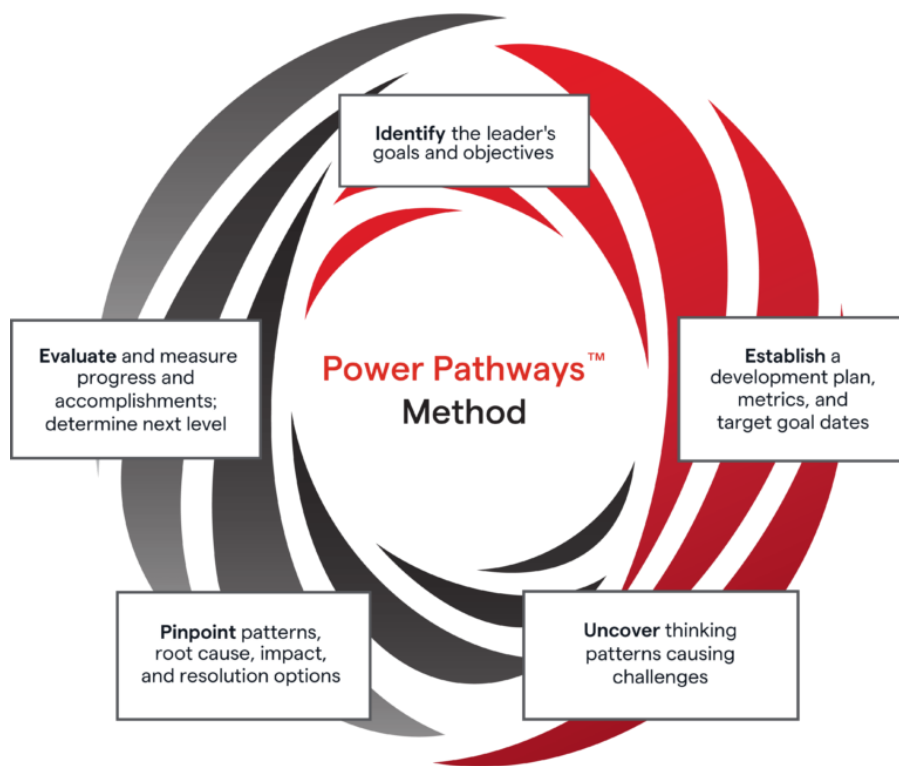 Identify the leader's
goals and objectives
Evaluate and measure
progress and
accomplishments;
determine next level
Power Pathways™
Method
Establish a
development plan,
metrics, and
target goal dates
Pinpoint patterns,
root cause, impact,
and resolution options
Uncover thinking
patterns causing
challenges